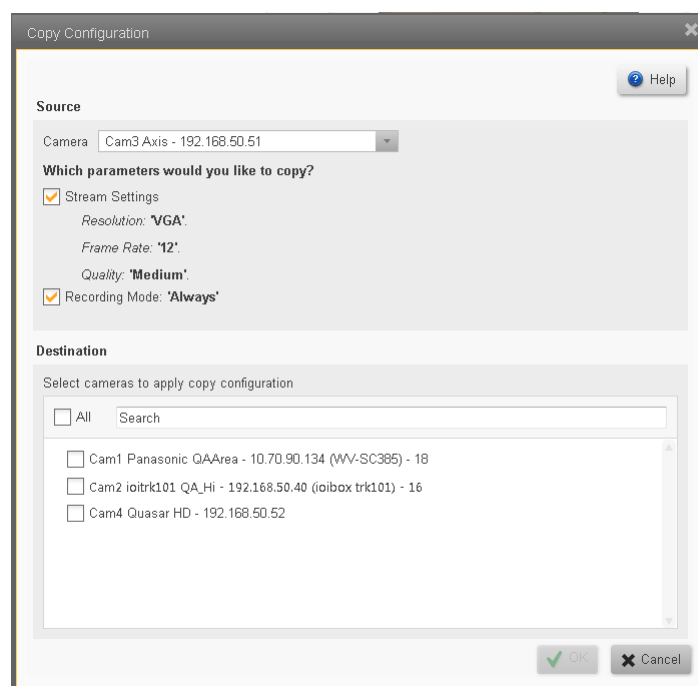 Copy Configuration
Help
Source
Camera Cam3 Axis - 192.168.50.51
Which parameters would you like to copy?
Stream Settings
Resolution: 'VGA'.
Frame Rate: '12'.
Quality: 'Medium'.
Recording Mode: 'Always'
Destination
Select cameras to apply copy configuration
All Search
Cam1 Panasonic QAArea - 10.70.90.134 (WV-SC385) - 18
Cam2 ioitrk101 QA_Hi - 192.168.50.40 (ioibox trk101) - 16
Cam4 Quasar HD - 192.168.50.52
OK Cancel